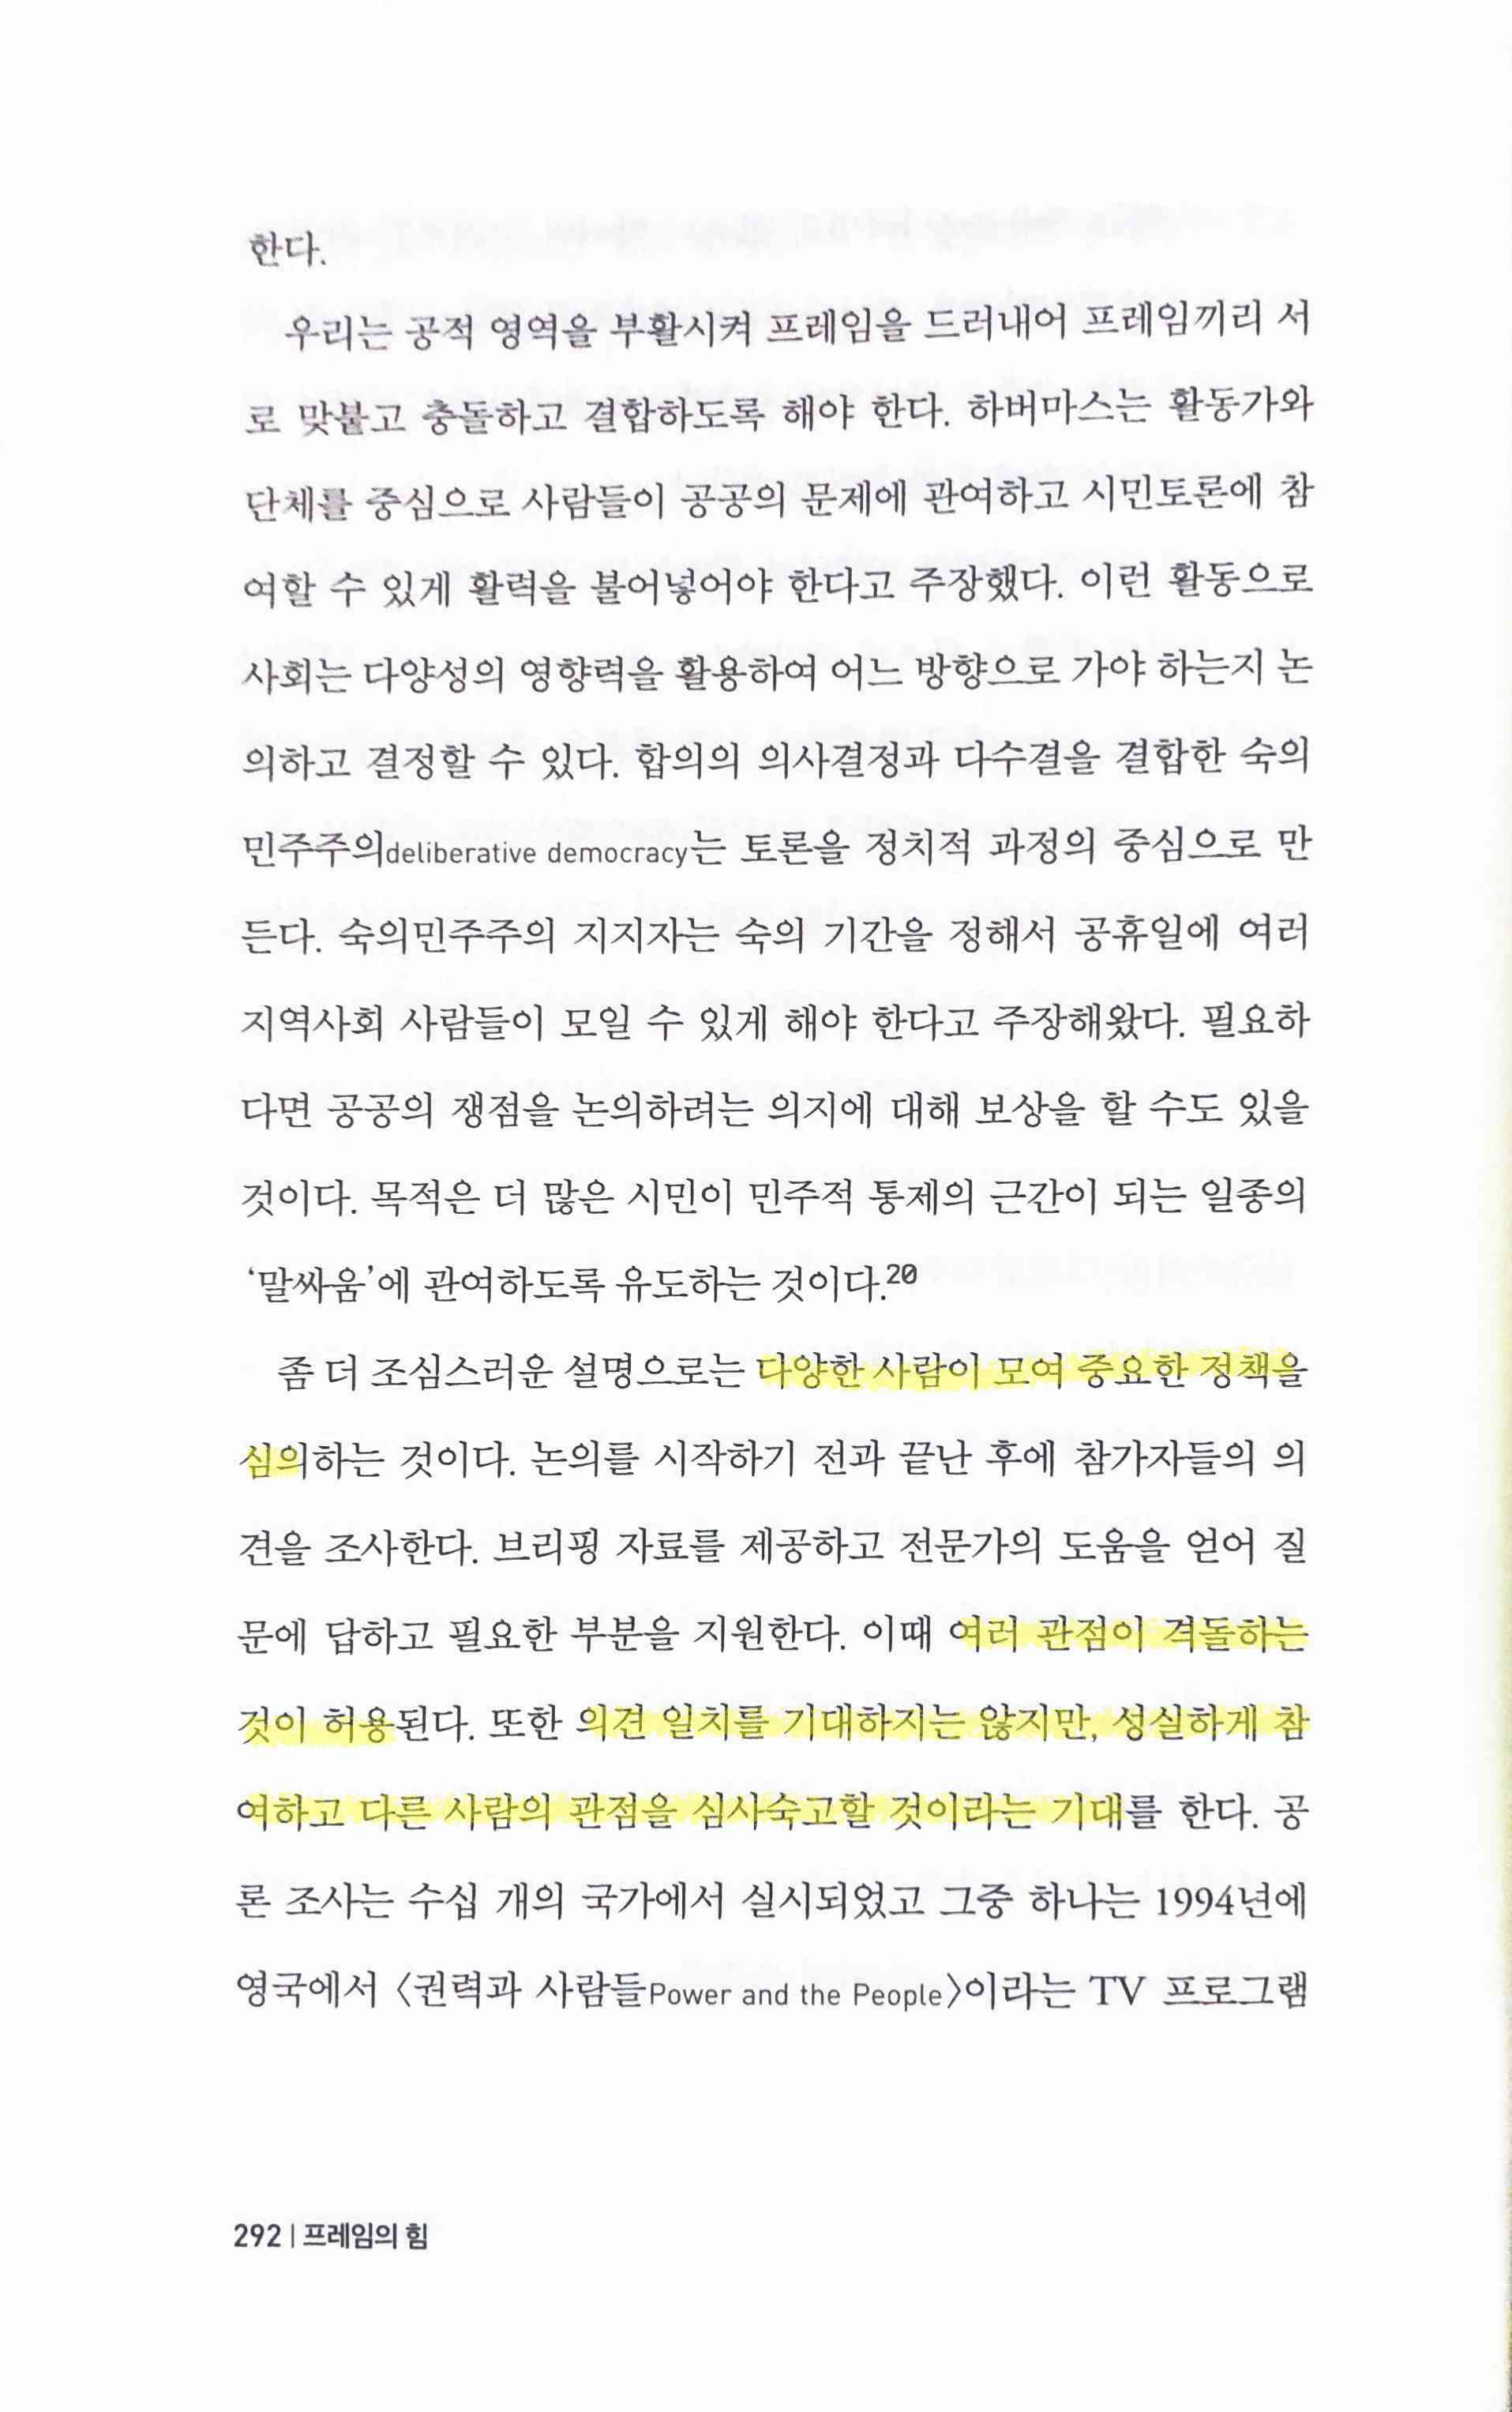 한다.
우리는 공적 영역을 부활시켜 프레임을 드러내어 프레임끼리 서
로 맞붙고 충돌하고 결합하도록 해야 한다. 하버마스는 활동가와
단체를 중심으로 사람들이 공공의 문제에 관여하고 시민토론에 참
여할 수 있게 활력을 불어넣어야 한다고 주장했다. 이런 활동으로
사회는 다양성의 영향력을 활용하여 어느 방향으로 가야 하는지 논
의하고 결정할 수 있다. 합의의 의사결정과 다수결을 결합한 숙의
민주주의deliberative democracy는 토론을 정치적 과정의 중심으로 만
든다. 숙의민주주의 지지자는 숙의 기간을 정해서 공휴일에 여러
지역사회 사람들이 모일 수 있게 해야 한다고 주장해왔다. 필요하
다면 공공의 쟁점을 논의하려는 의지에 대해 보상을 할 수도 있을
것이다. 목적은 더 많은 시민이 민주적 통제의 근간이 되는 일종의
‘말싸움’에 관여하도록 유도하는 것이다.20
좀 더 조심스러운 설명으로는 다양한 사람이 모여 중요한 정책을
심의하는 것이다. 논의를 시작하기 전과 끝난 후에 참가자들의 의
견을 조사한다. 브리핑 자료를 제공하고 전문가의 도움을 얻어 질
문에 답하고 필요한 부분을 지원한다. 이때 여러 관점이 격돌하는
것이 허용된다. 또한 의견 일치를 기대하지는 않지만, 성실하게 참
여하고 다른 사람의 관점을 심사숙고할 것이라는 기대를 한다. 공
론 조사는 수십 개의 국가에서 실시되었고 그중 하나는 1994년에
영국에서 〈권력과 사람들Power and the People〉이라는 TV 프로그램
292 | 프레임의 힘